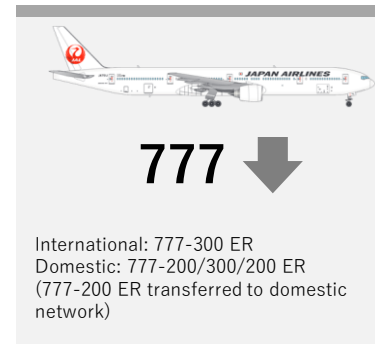 JAPAN AIRLINES
777
International: 777-300 ER
Domestic: 777-200/300/200 ER
(777-200 ER transferred to domestic
network)